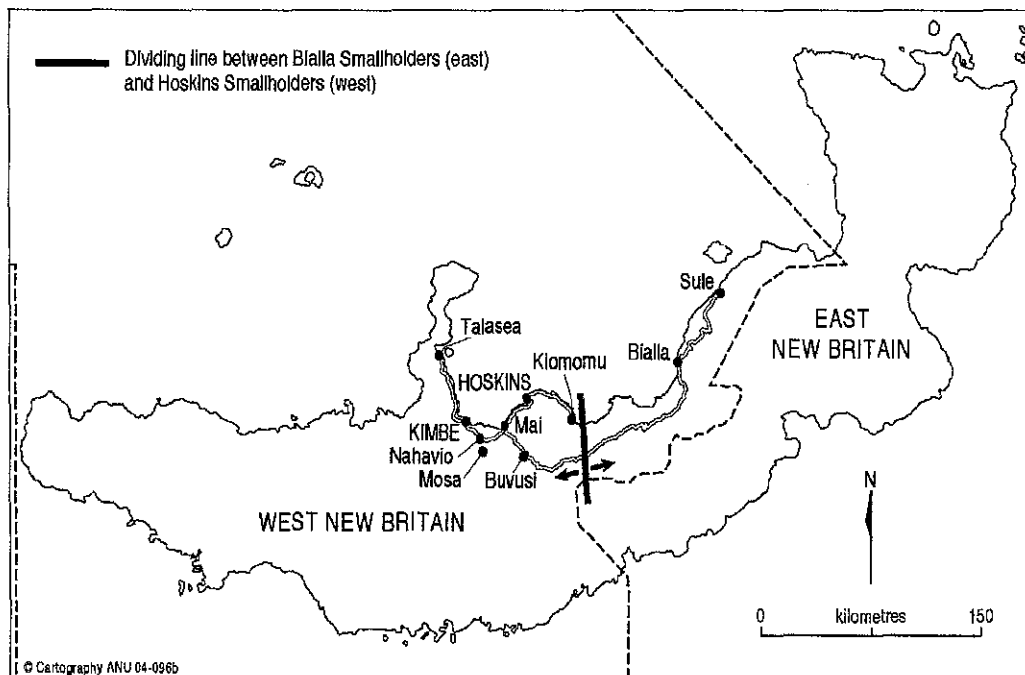 Dividing line between Bialla Smallholders (east)
and Hoskins Smallholders (west)
Sule
EAST
NEW BRITAIN
Talasea
Bialla
Kiomomu
HOSKINS
KIMBE
Mai
Nahavio
Mosa
Buvusi
WEST NEW BRITAIN
N
0 kilometres 150
© Cartography ANU 04-096b